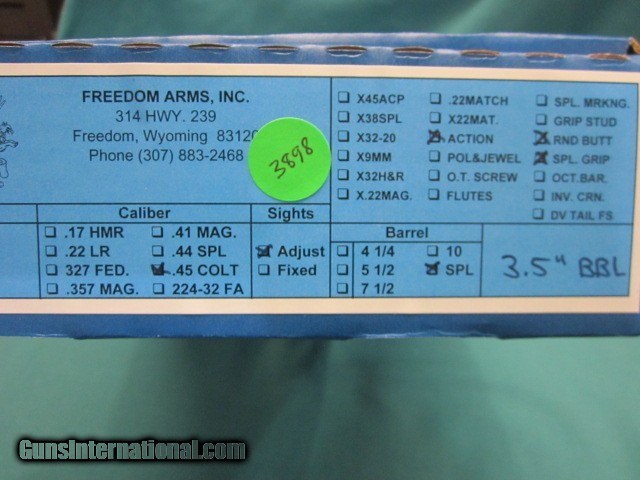 FREEDOM ARMS, INC.
314 HWY. 239
Freedom, Wyoming 83120
Phone (307) 883-2468
3898
X45ACP .22MATCH SPL. MRKNG.
X38SPL X22MAT. GRIP STUD
X32-20 ACTION RND BUTT
X9MM POL&JEWEL SPL. GRIP
X32H&R O.T. SCREW OCT.BAR.
X.22MAG. FLUTES INV. CRN.
DV TAIL FS
Caliber Sights
.17 HMR .41 MAG.
.22 LR .44 SPL Adjust
327 FED. .45 COLT Fixed
.357 MAG. 224-32 FA
Barrel
4 1/4 10
5 1/2 SPL
7 1/2
3.5" BBL
GunsInternational.com